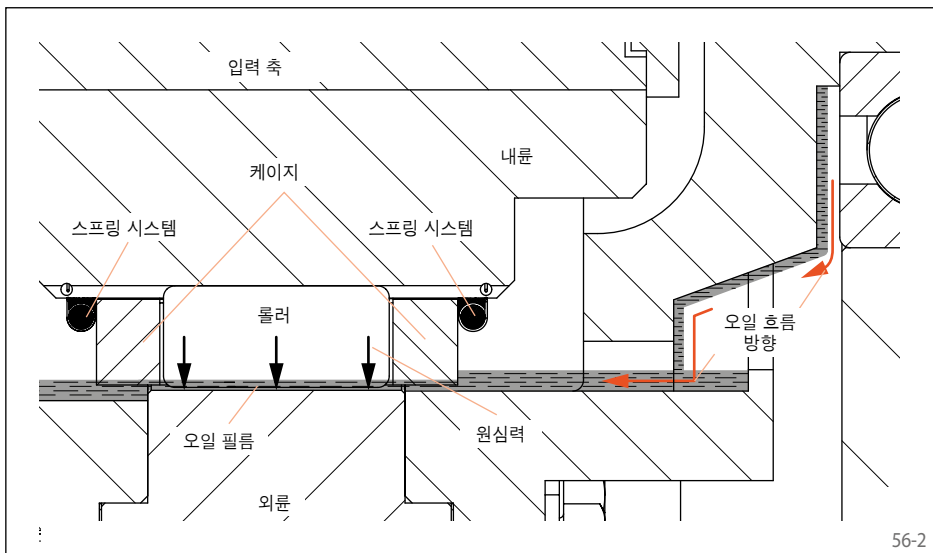 입력 축
내륜
케이지
스프링 시스템
스프링 시스템
롤러
오일 흐름
방향
오일 필름
원심력
외륜
56-2